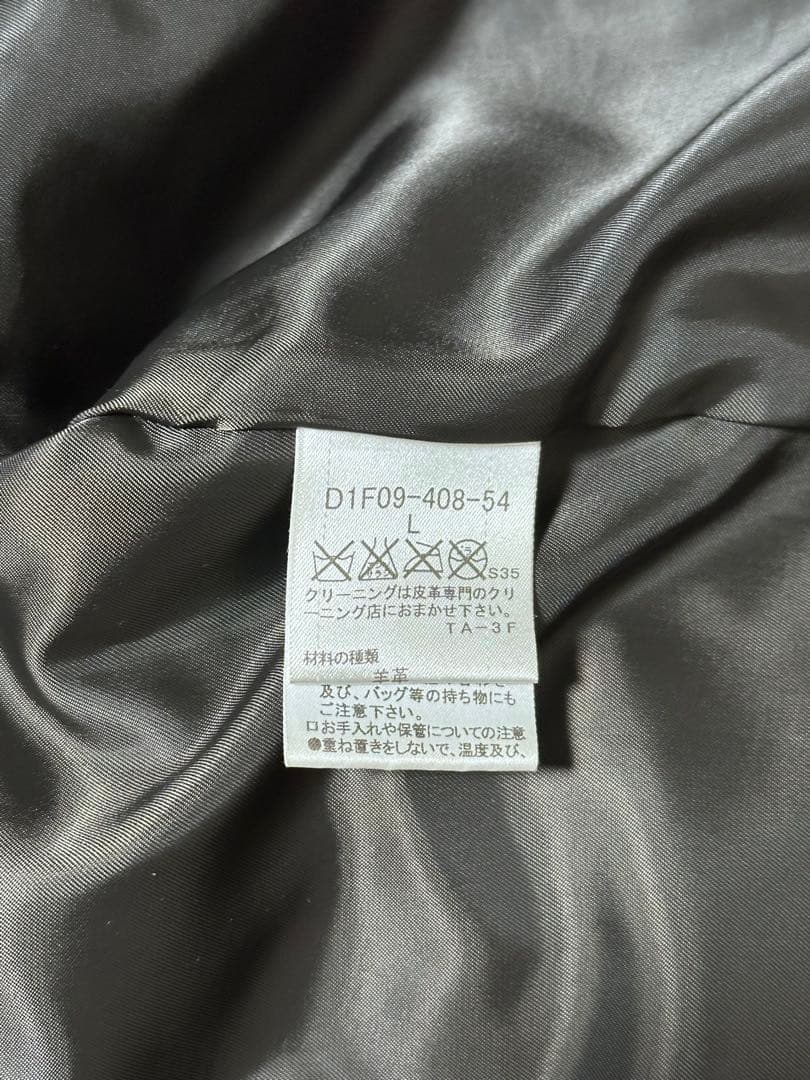 D1F09-408-54
L
S35
クリーニングは皮革専門のクリ
ーニング店におまかせ下さい。
TA-3F
材料の種類
羊革
及び、バッグ等の持ち物にも
ご注意下さい。
口お手入れや保管についての注意
●重ね置きをしないで、温度及び、